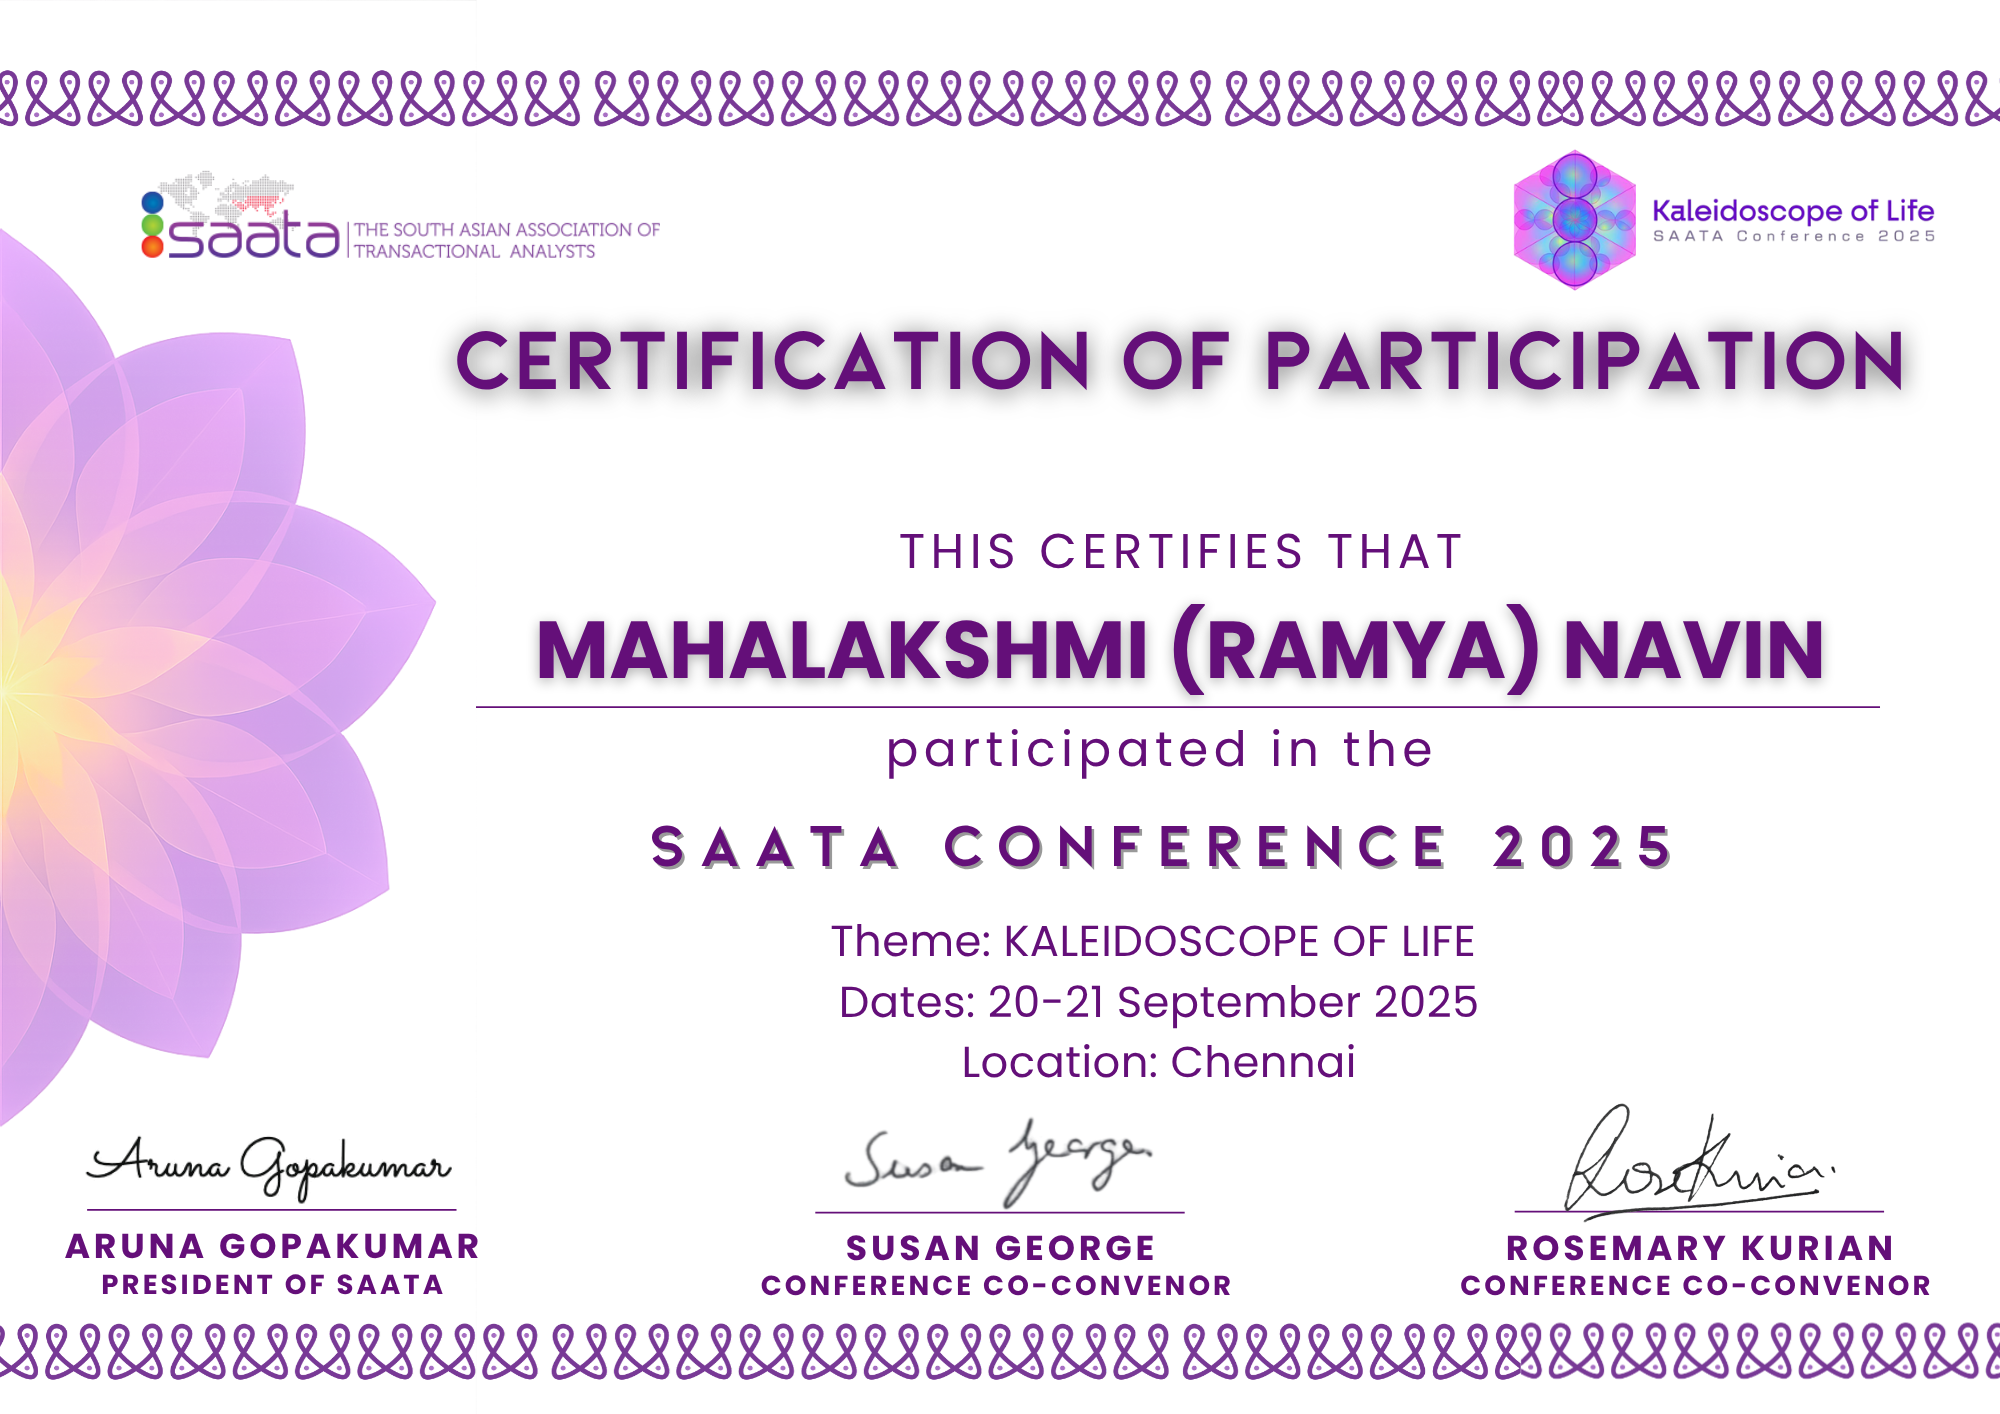 saata
THE SOUTH ASIAN ASSOCIATION OF
TRANSACTIONAL ANALYSTS
Kaleidoscope of Life
SAATA Conference 2025
CERTIFICATION OF PARTICIPATION
THIS CERTIFIES THAT
MAHALAKSHMI (RAMYA) NAVIN
participated in the
SAATA CONFERENCE 2025
Theme: KALEIDOSCOPE OF LIFE
Dates: 20-21 September 2025
Location: Chennai
Aruna Gopakumar
ARUNA GOPAKUMAR
PRESIDENT OF SAATA
Susan George
SUSAN GEORGE
CONFERENCE CO-CONVENOR
ROSEMARY KURIAN
CONFERENCE CO-CONVENOR